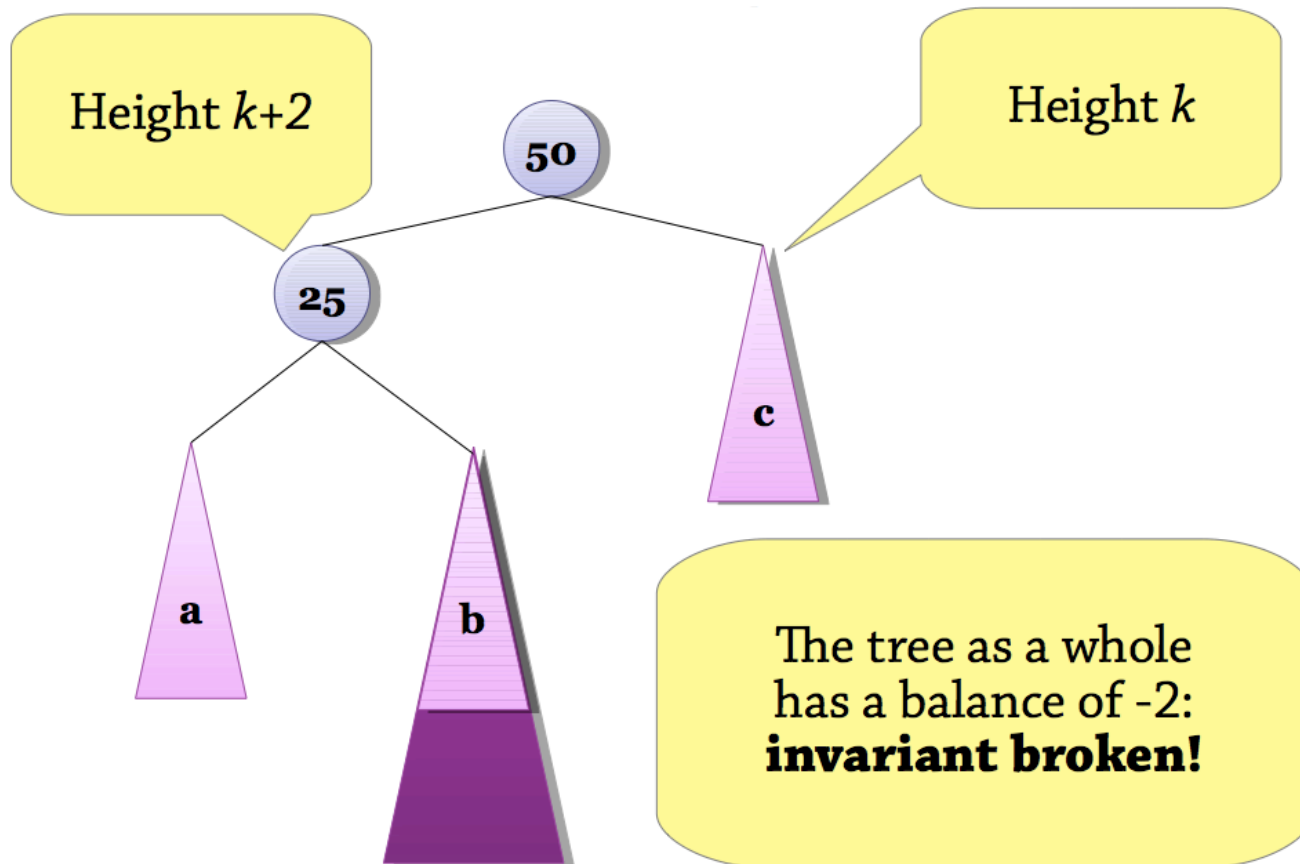 Height k+2
Height k
50
25
c
a
b
The tree as a whole
has a balance of -2:
invariant broken!